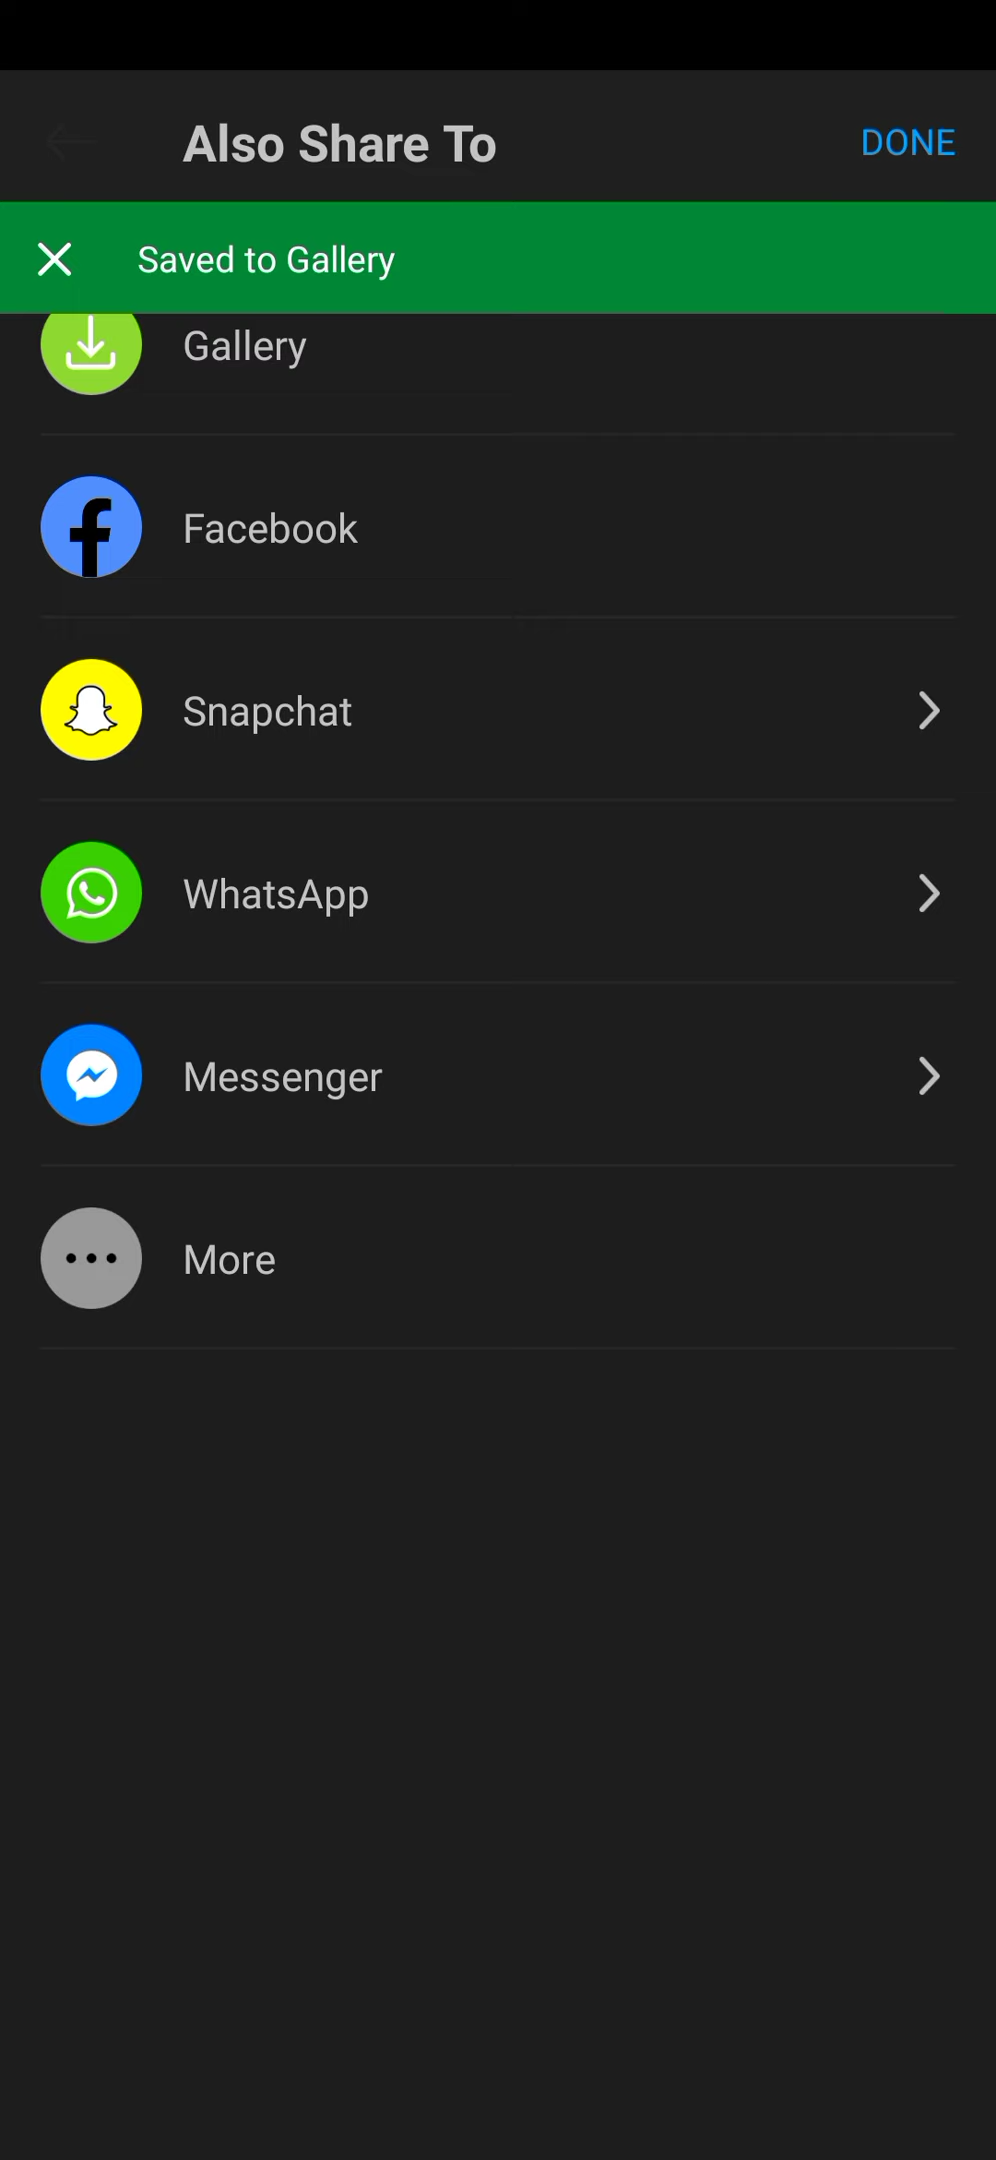 Also Share To
DONE
Saved to Gallery
Gallery
Facebook
Snapchat
WhatsApp
Messenger
More